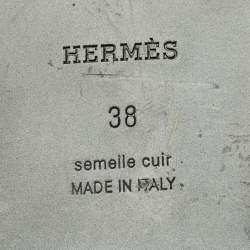 HERMÈS
38
semelle cuir
MADE IN ITALY